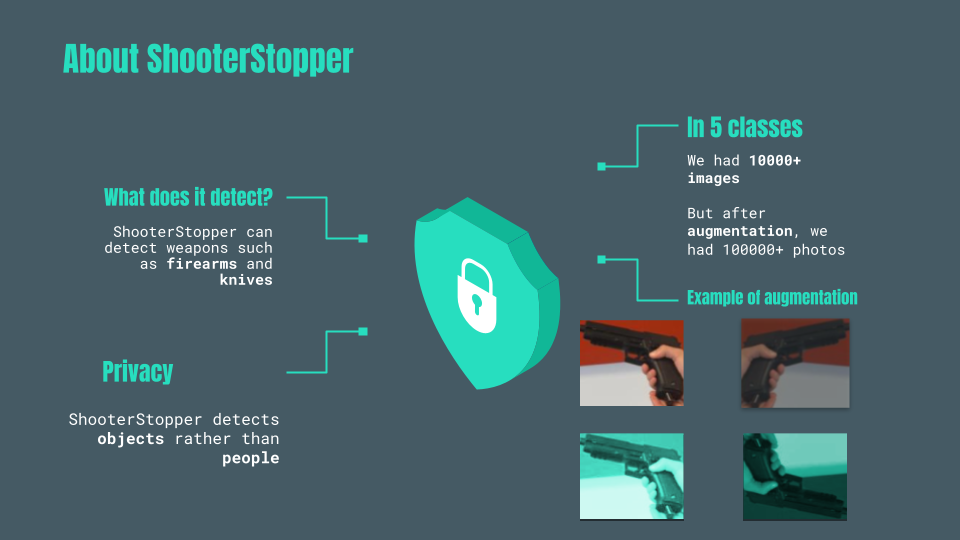 About ShooterStopper
What does it detect?
ShooterStopper can
detect weapons such
as firearms and
knives
Privacy
ShooterStopper detects
objects rather than
people
In 5 classes
We had 10000+
images
But after
augmentation, we
had 100000+ photos
Example of augmentation